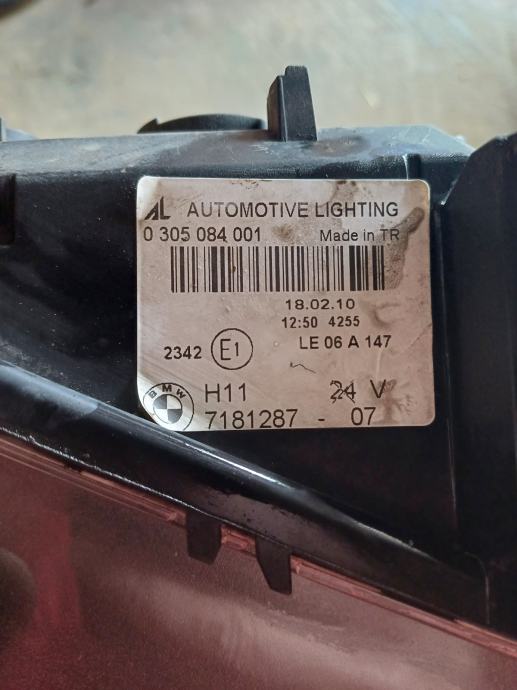 AL AUTOMOTIVE LIGHTING
0 305 084 001 Made in TR
18.02.10
12:50 4255
2342 E1 LE 06 A 147
BMW H11 24 V
7181287 - 07